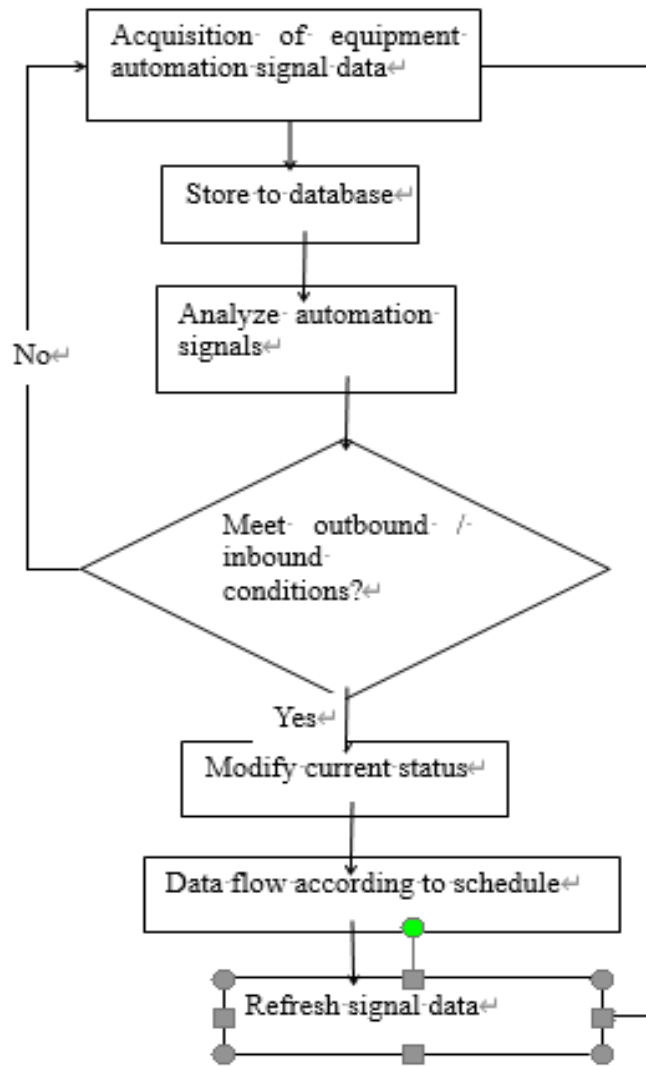 Acquisition of equipment
automation signal data
Store to database
Analyze automation
signals
No
Meet outbound /
inbound
conditions?
Yes
Modify current status
Data flow according to schedule
Refresh signal data